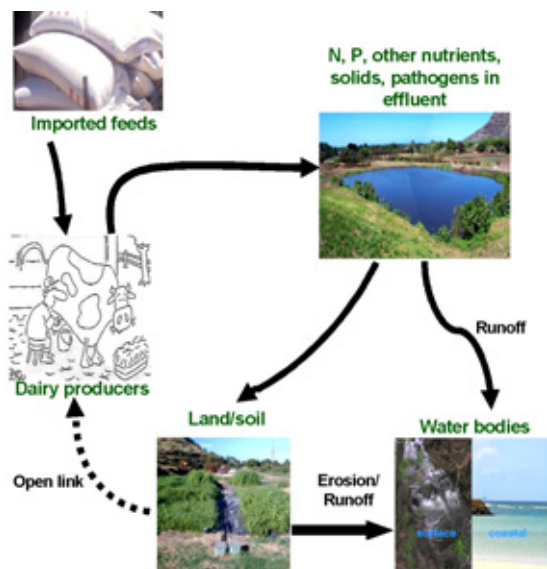 N, P, other nutrients,
solids, pathogens in
effluent
Imported feeds
Runoff
Dairy producers
Land/soil
Water bodies
Open link
Erosion/
Runoff
surface
coastal